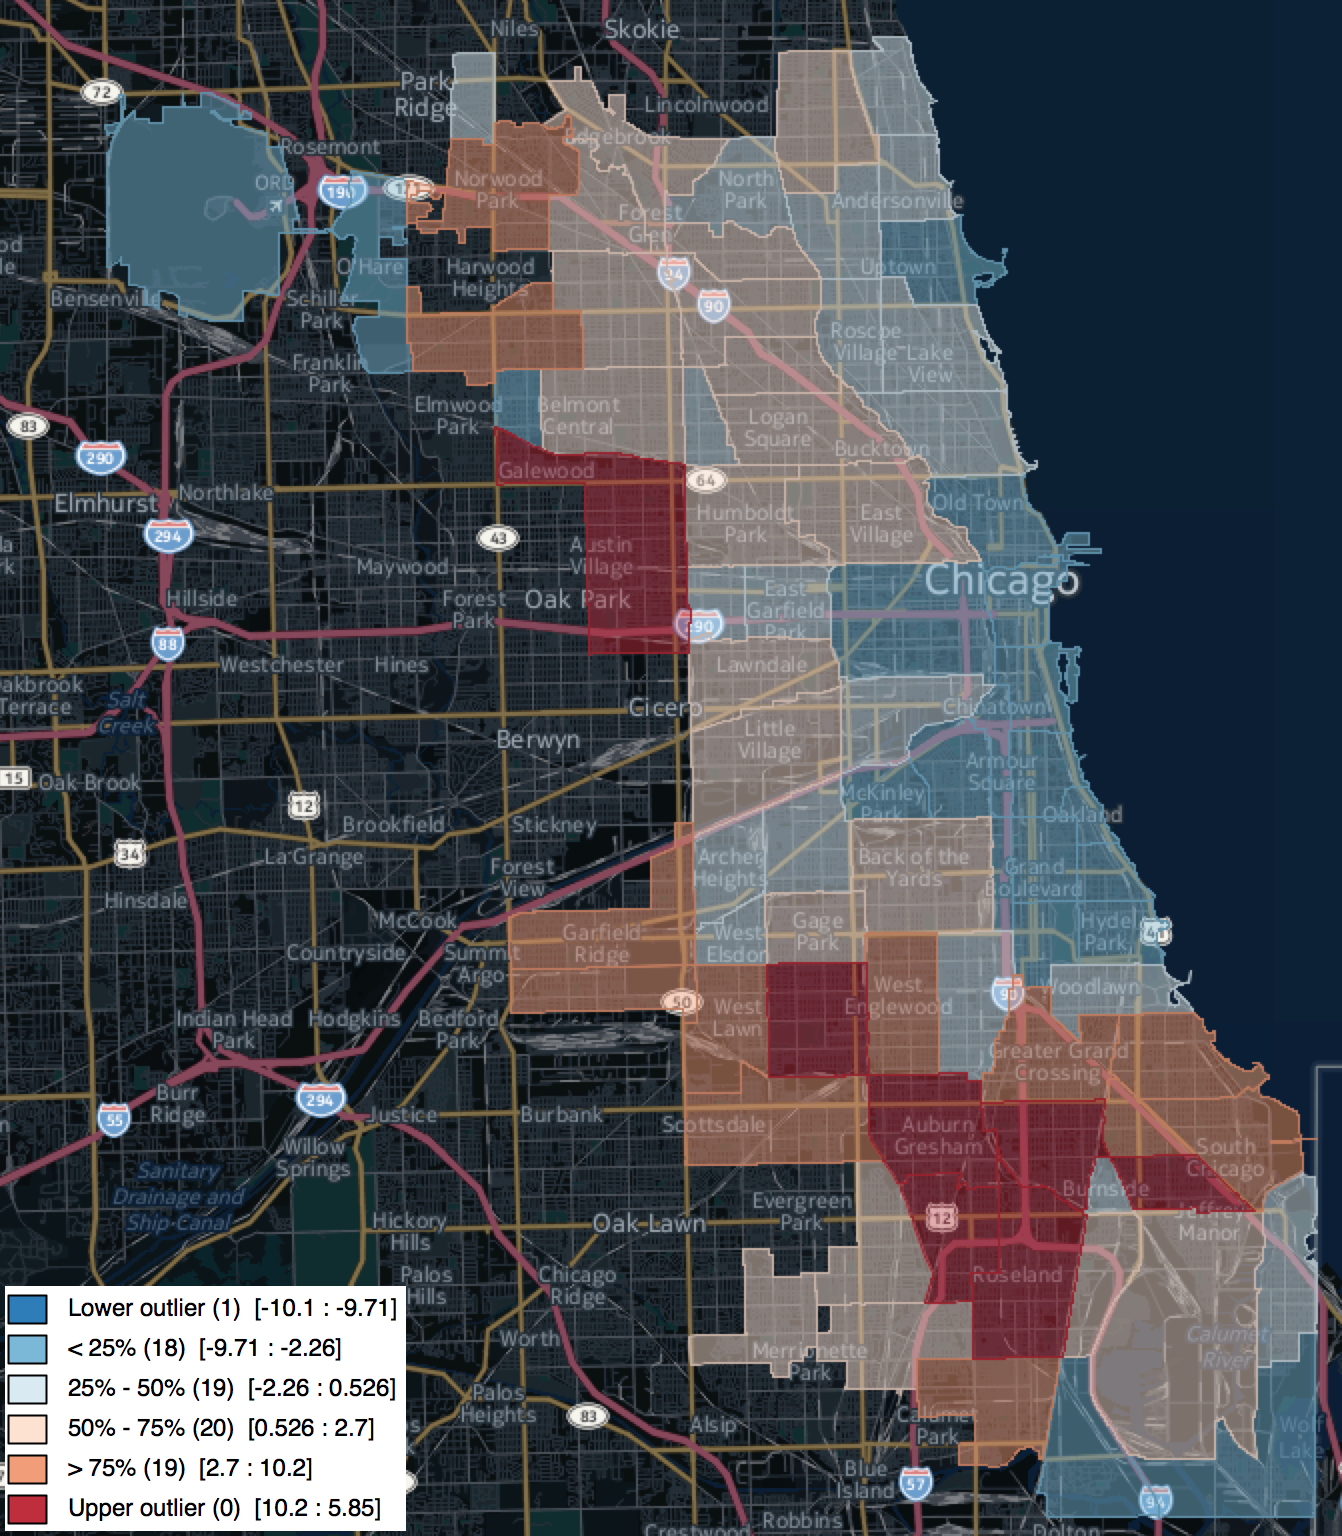 Niles
Skokie
72
Park
Ridge
Lincolnwood
Edgebrook
Rosemont
ORD
190
171
Norwood
Park
North
Park
Andersonville
Forest
Glen
O'Hare
Harwood
Heights
94
Uptown
Bensenville
Schiller
Park
90
Roscoe
Village
Lake
View
Franklin
Park
Elmwood
Park
Belmont
Central
Logan
Square
83
Bucktown
290
Galewood
64
Elmhurst
Northlake
Old Town
Humboldt
Park
East
Village
294
43
Austin
Village
Maywood
Chicago
Hillside
Forest
Park
Oak Park
East
Garfield
Park
290
88
Westchester
Hines
Lawndale
Oakbrook
Terrace
Salt
Creek
Cicero
Chinatown
Berwyn
Little
Village
15
Oak Brook
Armour
Square
12
McKinley
Park
Brookfield
Stickney
Oakland
34
La Grange
Forest
View
Archer
Heights
Back of the
Yards
Grand
Boulevard
Hinsdale
McCook
Gage
Park
Hyde
Park
41
Countryside
Summit
Argo
Garfield
Ridge
West
Elsdon
50
West
Lawn
West
Englewood
90
Woodlawn
Indian Head
Park
Hodgkins
Bedford
Park
Greater Grand
Crossing
Burr
Ridge
55
294
Justice
Burbank
Scottsdale
Auburn
Gresham
Willow
Springs
South
Chicago
Sanitary
Drainage and
Ship Canal
Burnside
Evergreen
Park
12
Hickory
Hills
Oak Lawn
Jeffrey
Manor
Palos
Hills
Chicago
Ridge
Roseland
Worth
Merrionette
Park
Calumet
River
Palos
Heights
83
Alsip
Calumet
Park
Wolf
Lake
Blue
Island
57
94
Crestwood
Robbins
Dolton
Lower outlier (1) [-10.1 : -9.71]
< 25% (18) [-9.71 : -2.26]
25% - 50% (19) [-2.26 : 0.526]
50% - 75% (20) [0.526 : 2.7]
> 75% (19) [2.7 : 10.2]
Upper outlier (0) [10.2 : 5.85]